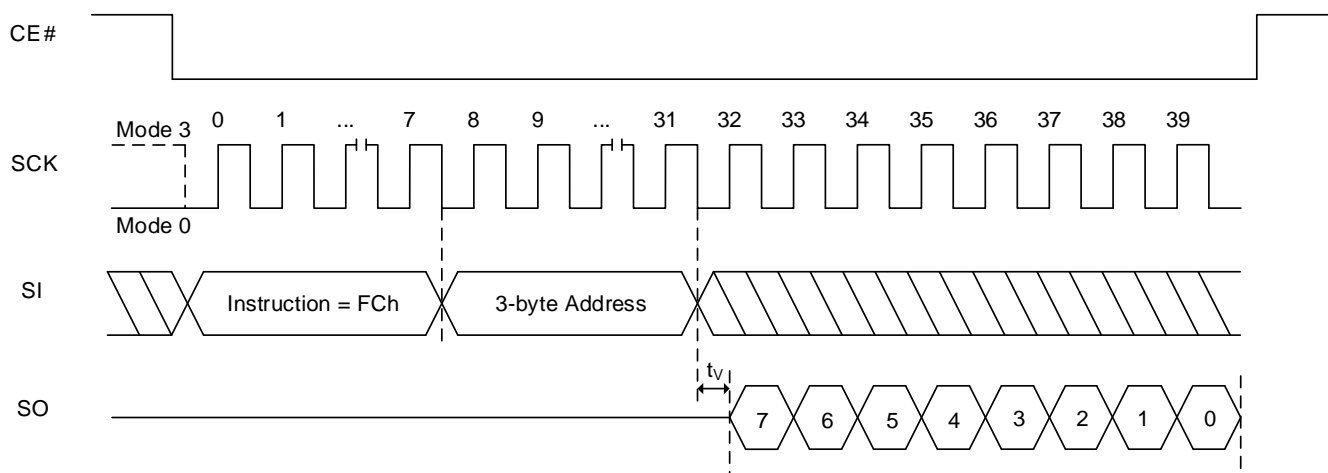 CE#
0 1 ... 7 8 9 ... 31 32 33 34 35 36 37 38 39
Mode 3
SCK
Mode 0
SI
Instruction = FCh 3-byte Address
tV
SO
7 6 5 4 3 2 1 0